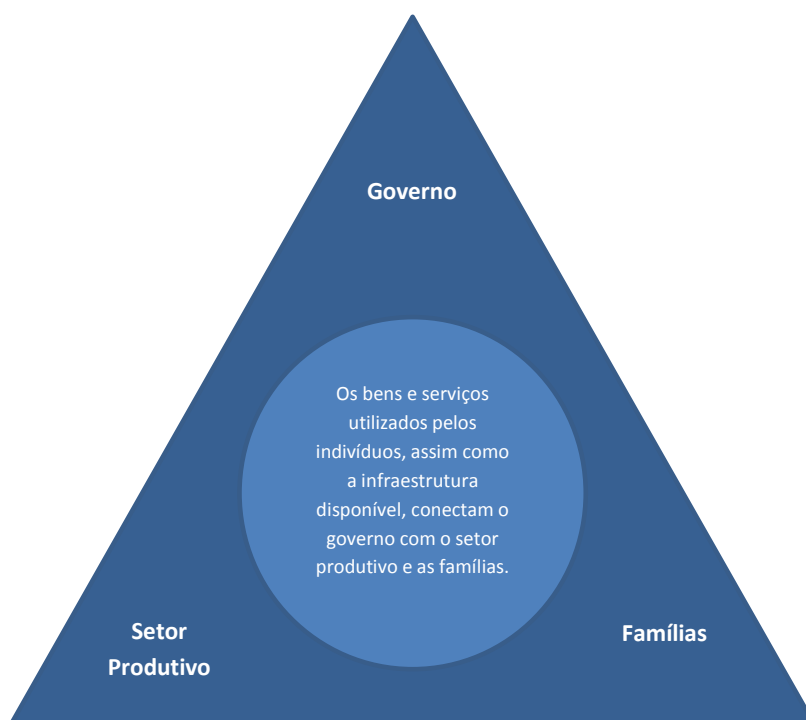 Governo
Os bens e serviços
utilizados pelos
indivíduos, assim como
a infraestrutura
disponível, conectam o
governo com o setor
produtivo e as famílias.
Setor
Produtivo
Famílias